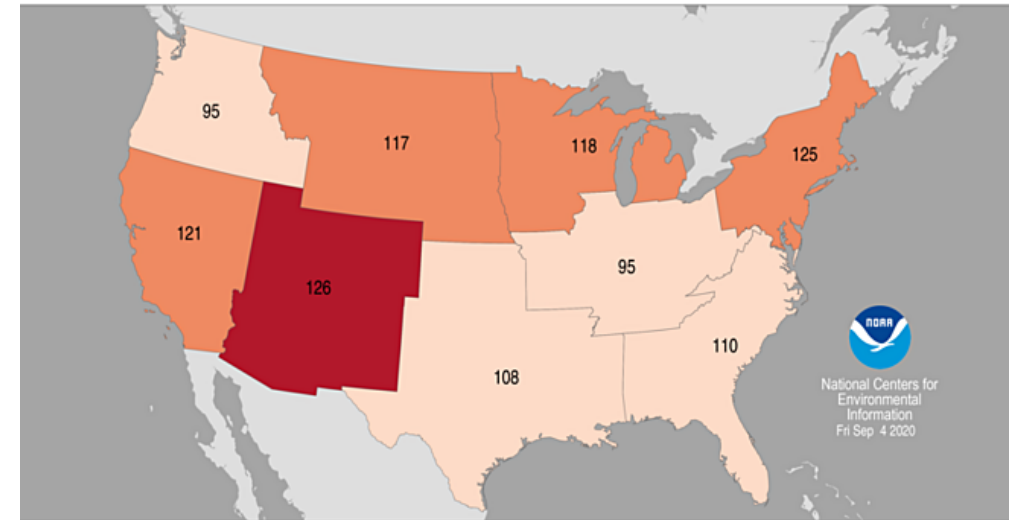 95
117
118
125
121
126
95
108
110
NOAA
National Centers for
Environmental
Information
Fri Sep 4 2020